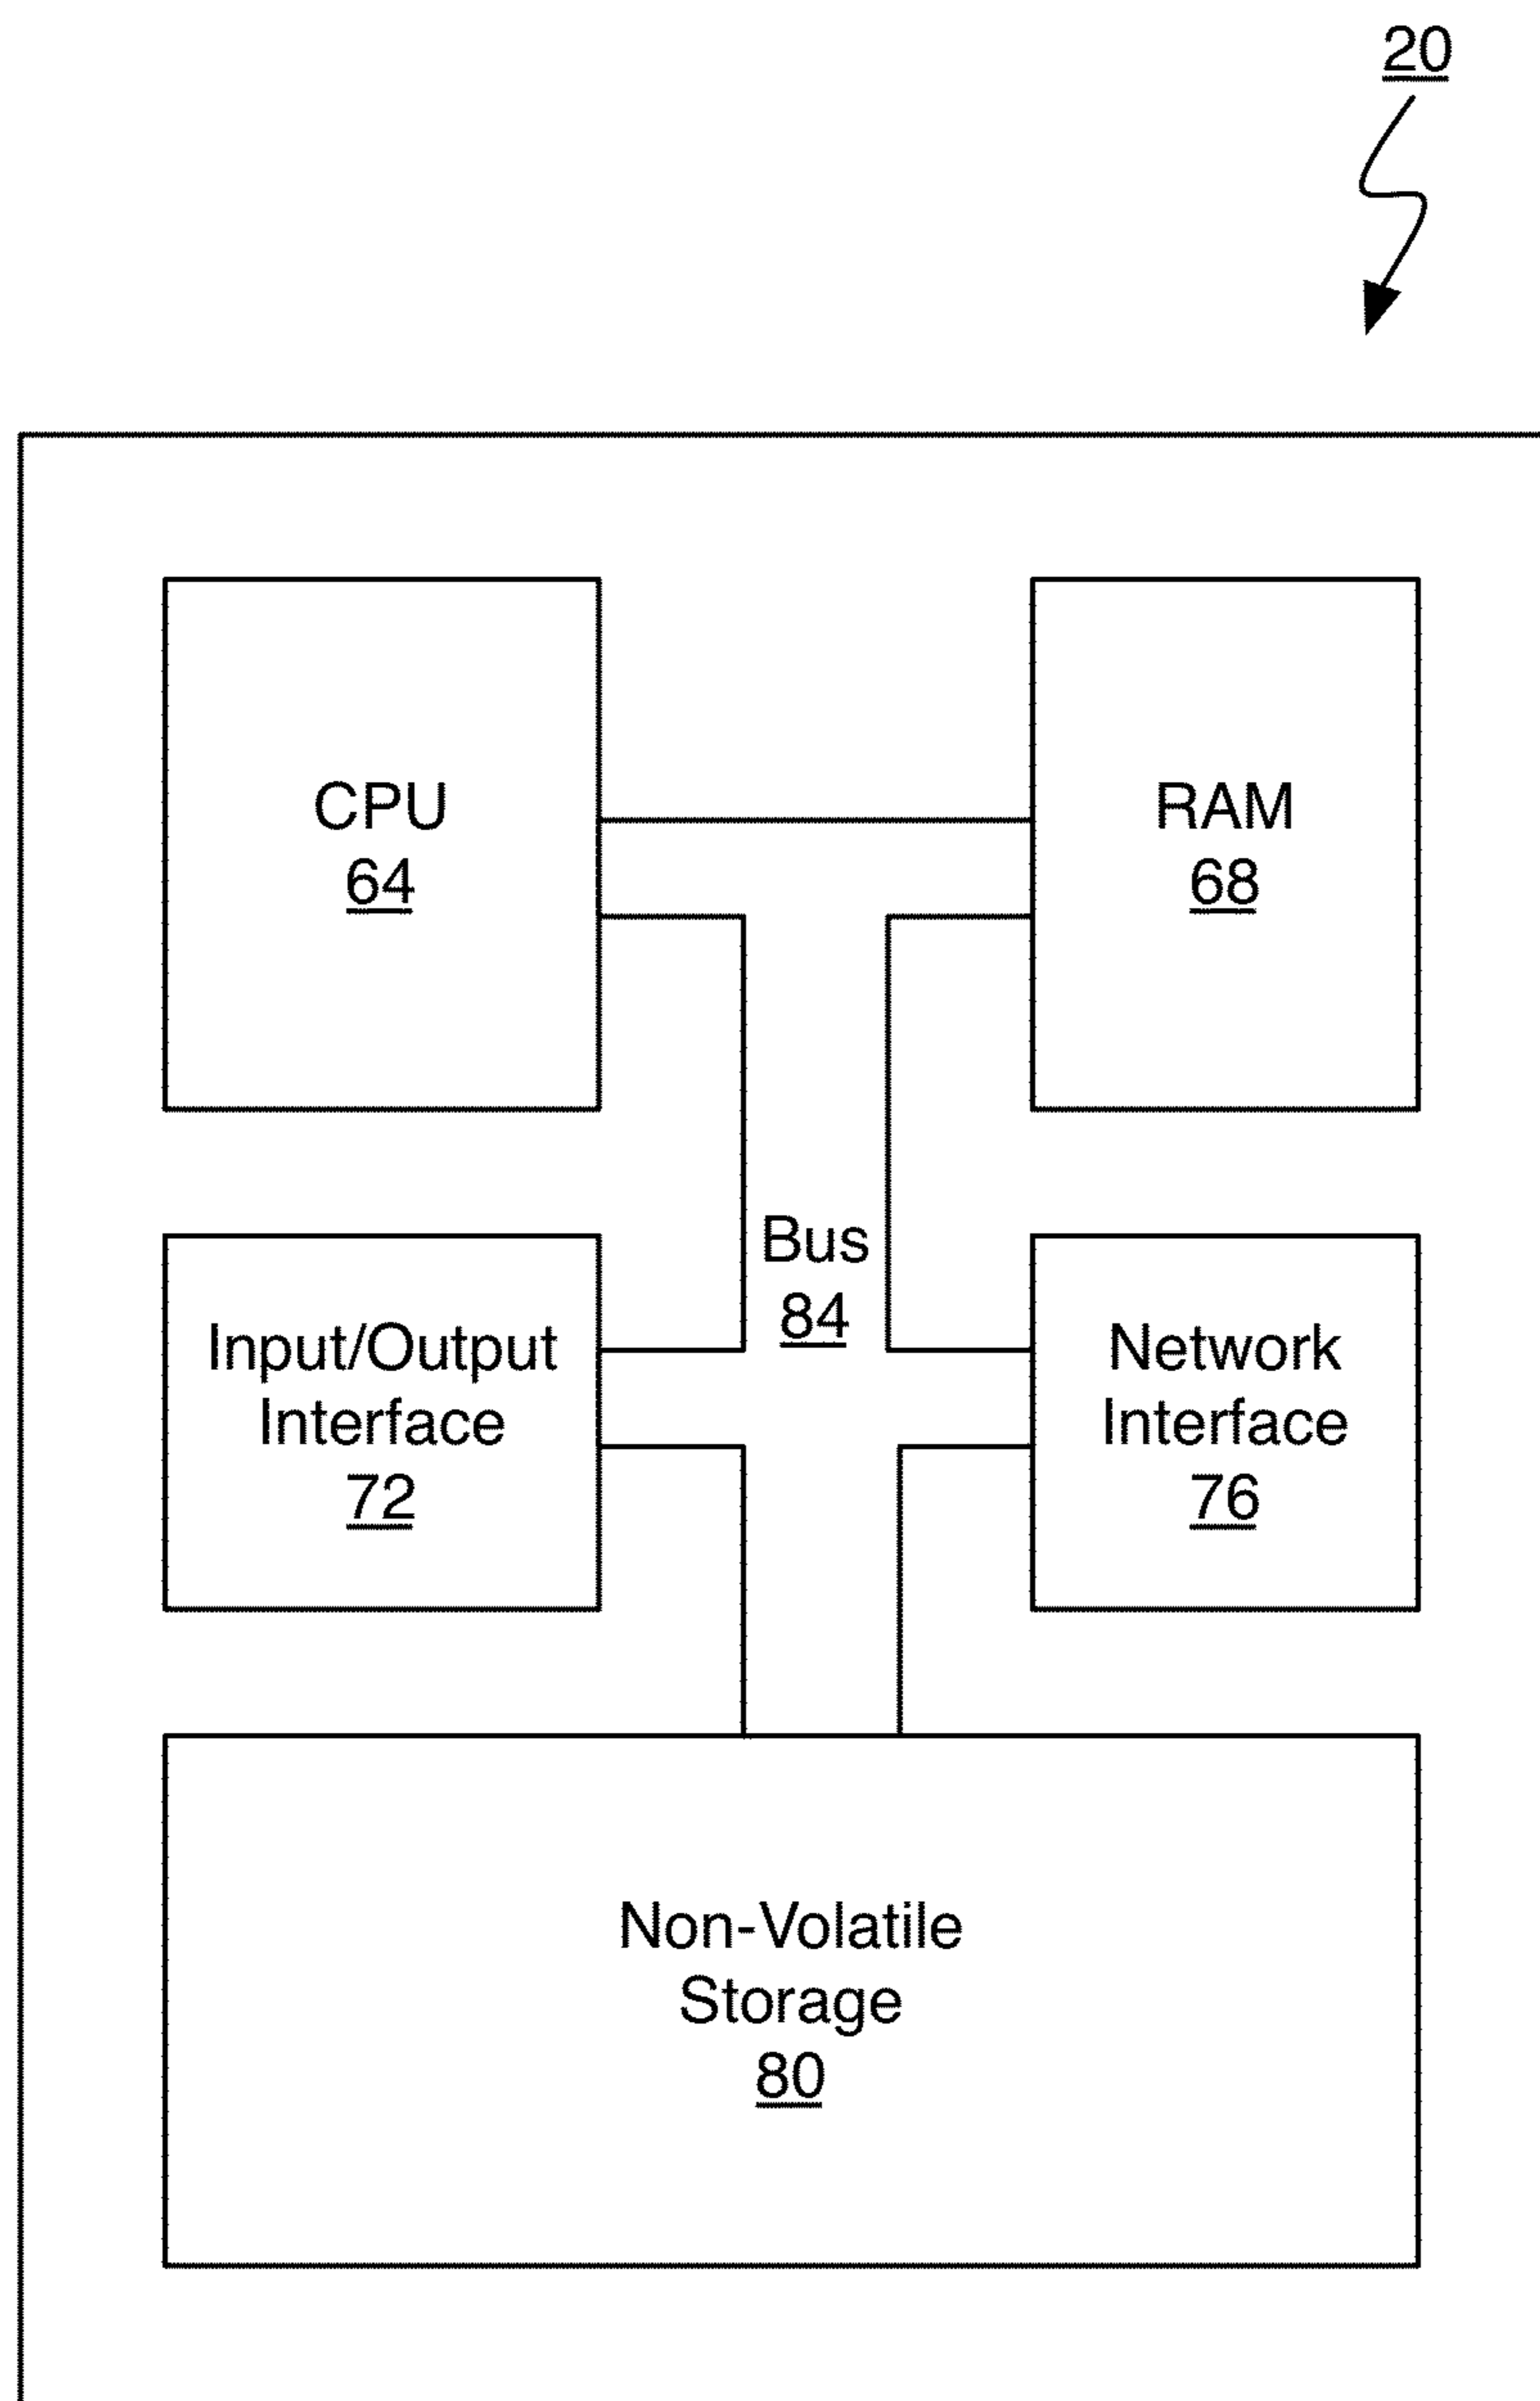 20
CPU
64
RAM
68
Bus
84
Input/Output
Interface
72
Network
Interface
76
Non-Volatile
Storage
80